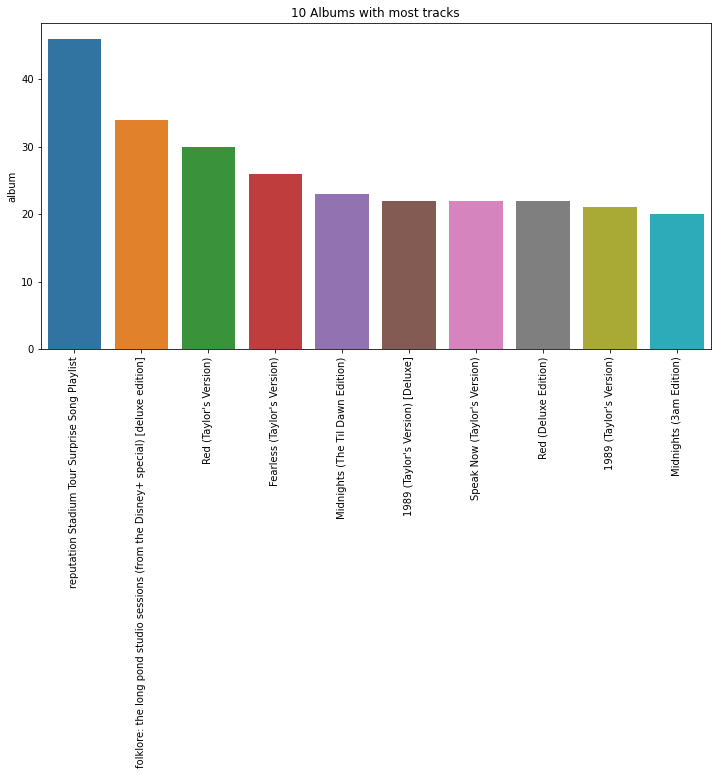 10 Albums with most tracks
album
40
30
20
10
0
reputation Stadium Tour Surprise Song Playlist
folklore: the long pond studio sessions (from the Disney+ special) [deluxe edition]
Red (Taylor's Version)
Fearless (Taylor's Version)
Midnights (The Til Dawn Edition)
1989 (Taylor's Version) [Deluxe]
Speak Now (Taylor's Version)
Red (Deluxe Edition)
1989 (Taylor's Version)
Midnights (3am Edition)